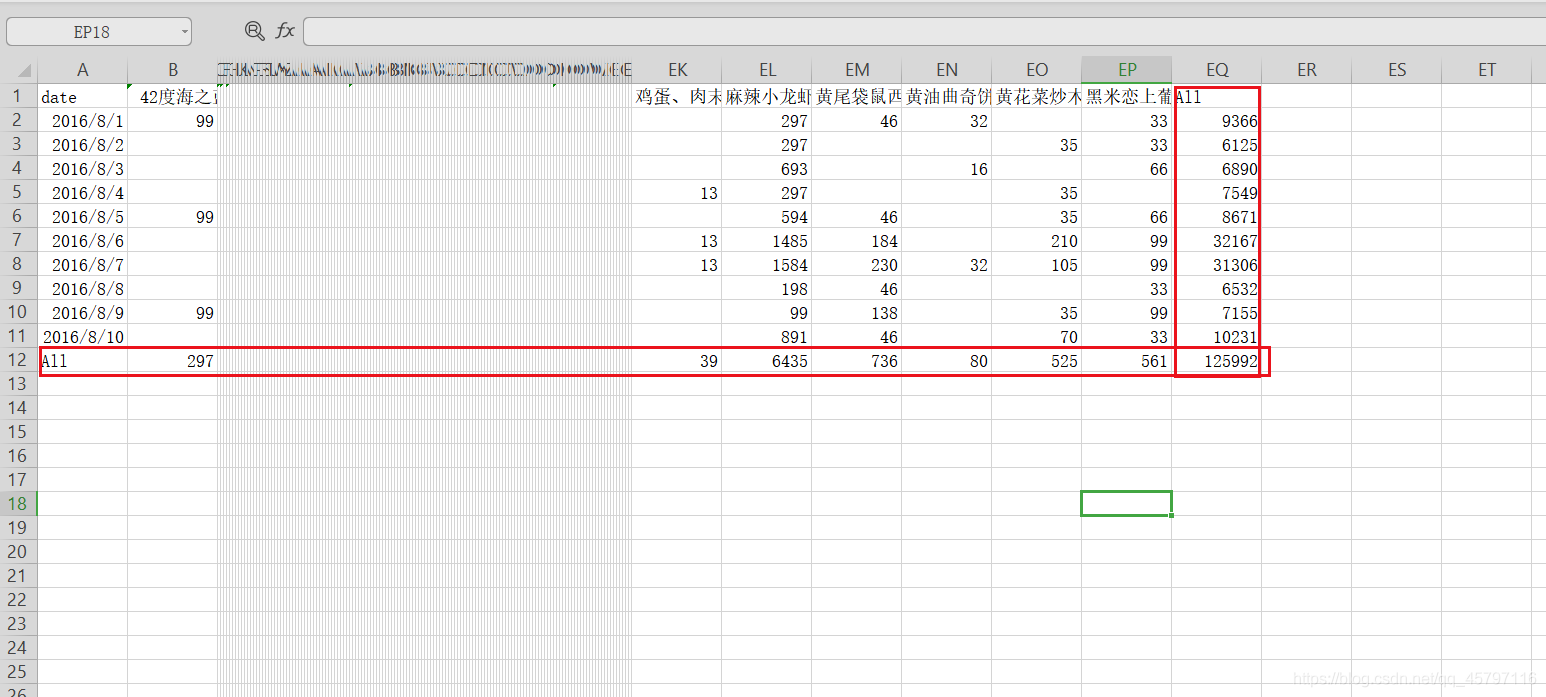 EP18 fx
A B EK EL EM EN EO EP EQ ER ES ET
1 date 42度海之 鸡蛋、肉末 麻辣小龙虾 黄尾袋鼠西 黄油曲奇饼 黄花菜炒木 黑米恋上葡 All
2 2016/8/1 99 297 46 32 33 9366
3 2016/8/2 297 35 33 6125
4 2016/8/3 693 16 66 6890
5 2016/8/4 13 297 35 7549
6 2016/8/5 99 594 46 35 66 8671
7 2016/8/6 13 1485 184 210 99 32167
8 2016/8/7 13 1584 230 32 105 99 31306
9 2016/8/8 198 46 33 6532
10 2016/8/9 99 99 138 35 99 7155
11 2016/8/10 891 46 70 33 10231
12 All 297 39 6435 736 80 525 561 125992
13
14
15
16
17
18
19
20
21
22
23
24
25
26
https://blog.csdn.net/qq_45797116